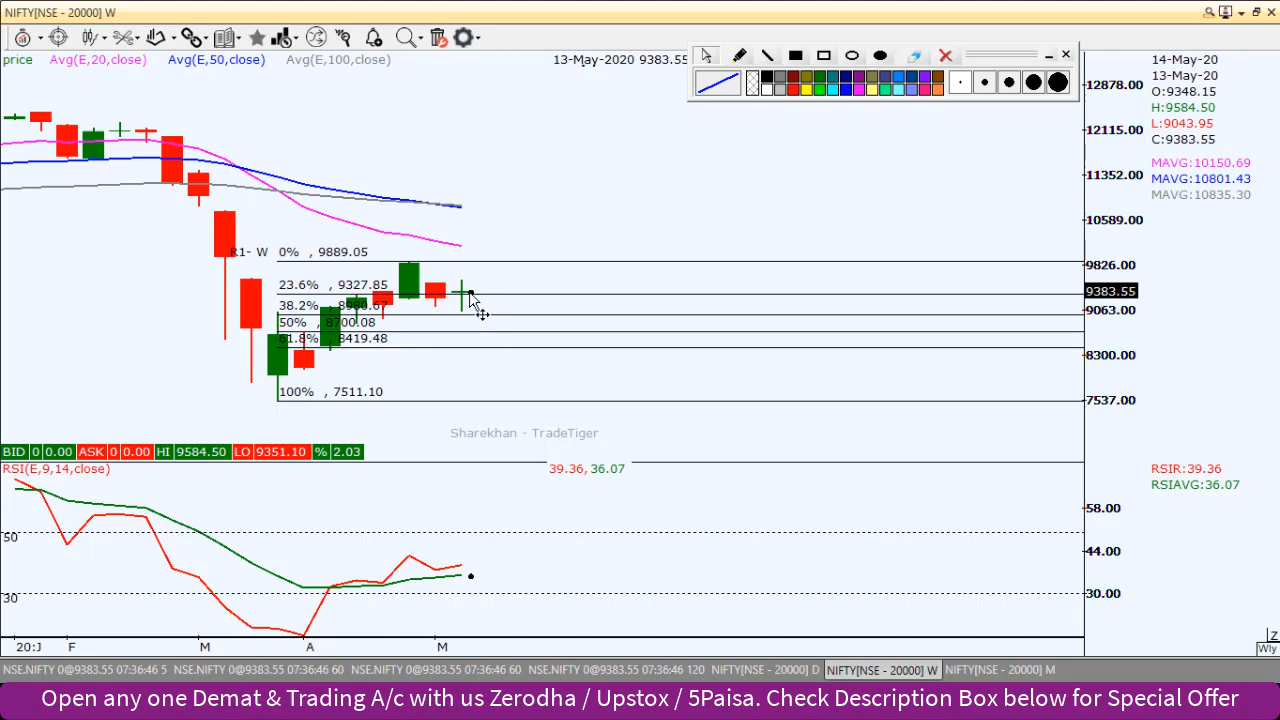 NIFTY[NSE - 20000] W
price Avg(E,20,close) Avg(E,50,close) Avg(E,100,close) 13-May-2020 9383.55
14-May-20
13-May-20
O:9348.15
H:9584.50
L:9043.95
C:9383.55
MAVG:10150.69
MAVG:10801.43
MAVG:10835.30
12878.00
12115.00
11352.00
10589.00
9826.00
9383.55
9063.00
8300.00
7537.00
R1- W 0% , 9889.05
23.6% , 9327.85
38.2% , 8980.67
50% , 8700.08
61.8% , 8419.48
100% , 7511.10
Sharekhan - TradeTiger
BID 0 0.00 ASK 0 0.00 HI 9584.50 LO 9351.10 % 2.03
RSI(E,9,14,close) 39.36, 36.07
RSIR:39.36
RSIAVG:36.07
58.00
50
44.00
30
30.00
20:J F M A M
Z
Wly
NSE.NIFTY 0@9383.55 07:36:46 5 NSE.NIFTY 0@9383.55 07:36:46 60 NSE.NIFTY 0@9383.55 07:36:46 60 NSE.NIFTY 0@9383.55 07:36:46 120 NIFTY[NSE - 20000] D NIFTY[NSE - 20000] W NIFTY[NSE - 20000] M
Open any one Demat & Trading A/c with us Zerodha / Upstox / 5Paisa. Check Description Box below for Special Offer